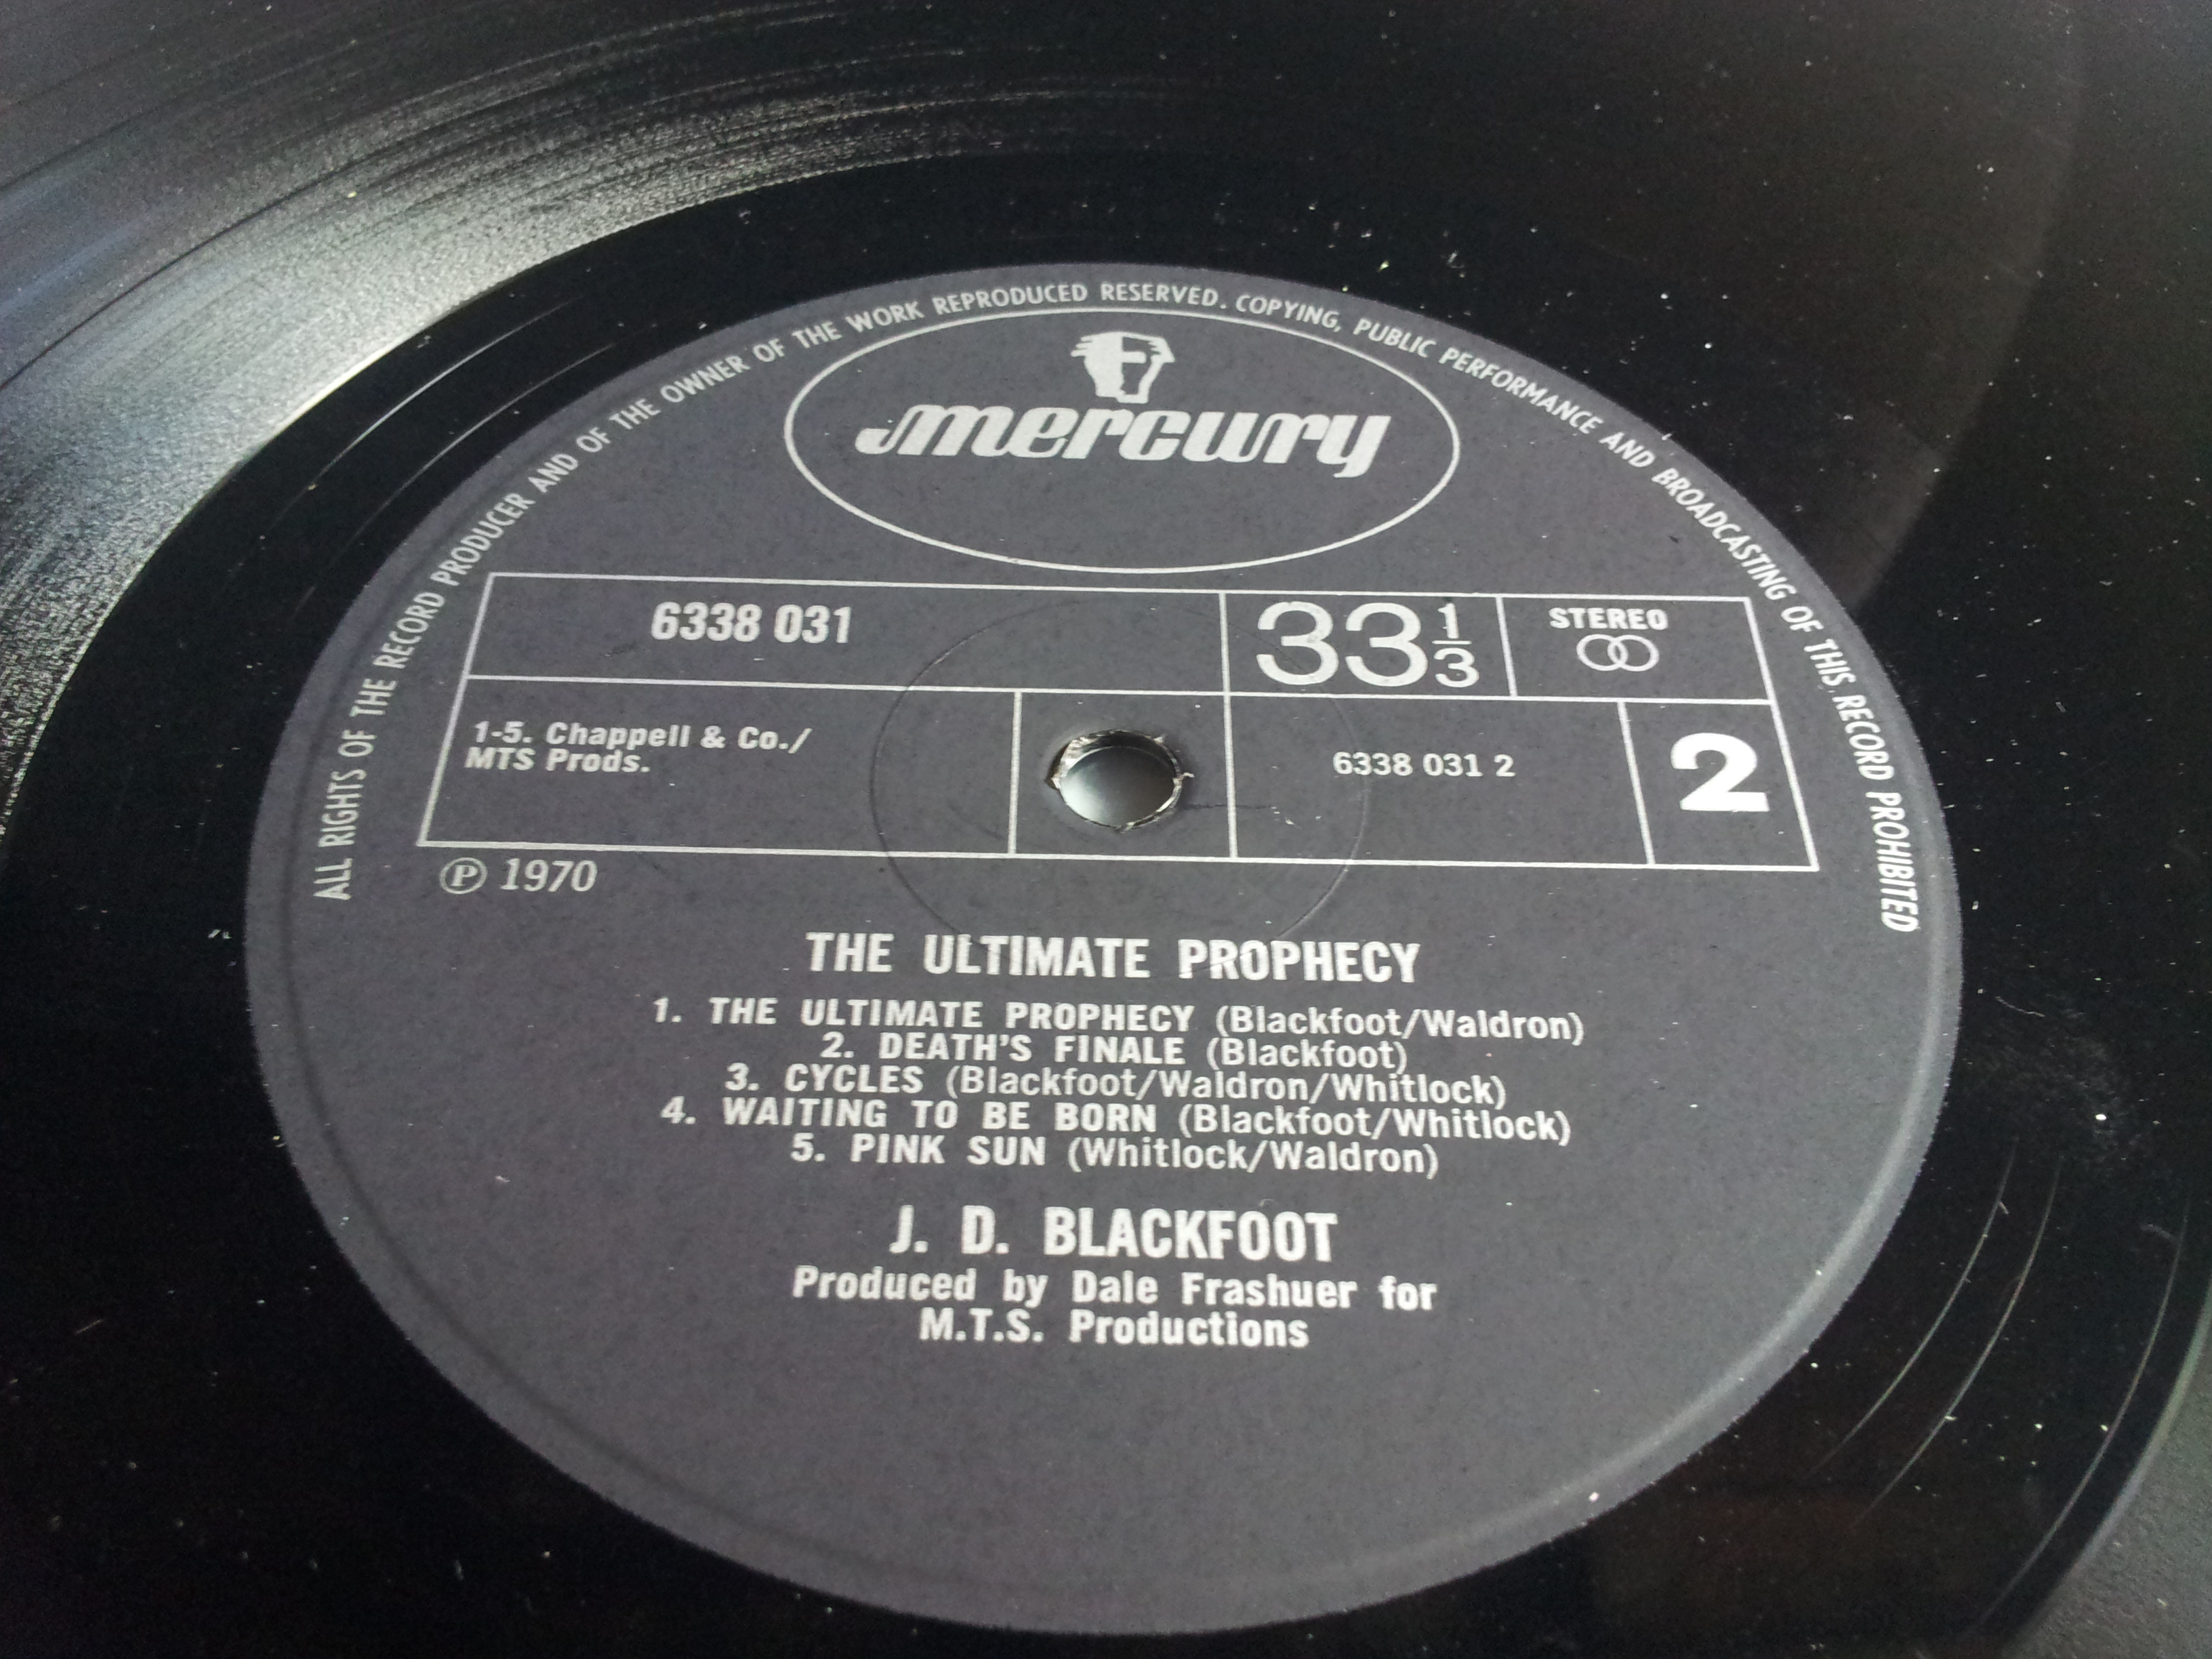 ALL RIGHTS OF THE RECORD PRODUCER AND OF THE OWNER OF THE WORK REPRODUCED RESERVED. COPYING, PUBLIC PERFORMANCE AND BROADCASTING OF THIS RECORD PROHIBITED
mercury
6338 031
33 1/3
STEREO
1-5. Chappell & Co./
MTS Prods.
6338 031 2
2
Ⓟ 1970
THE ULTIMATE PROPHECY
1. THE ULTIMATE PROPHECY (Blackfoot/Waldron)
2. DEATH'S FINALE (Blackfoot)
3. CYCLES (Blackfoot/Waldron/Whitlock)
4. WAITING TO BE BORN (Blackfoot/Whitlock)
5. PINK SUN (Whitlock/Waldron)
J. D. BLACKFOOT
Produced by Dale Frashuer for
M.T.S. Productions